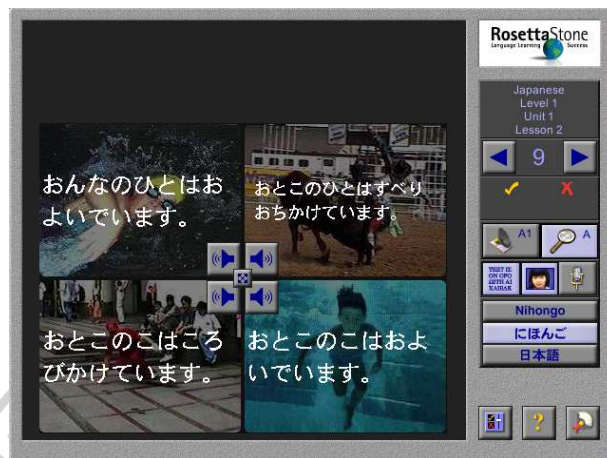 RosettaStone
Language Learning Success
Japanese
Level 1
Unit 1
Lesson 2
9
A1
A
Nihongo
にほんご
日本語
おんなのひとはお
よいでいます。
おとこのひとはすべり
おちかけています。
おとこのこはころ
びかけています。
おとこのこはおよ
いでいます。